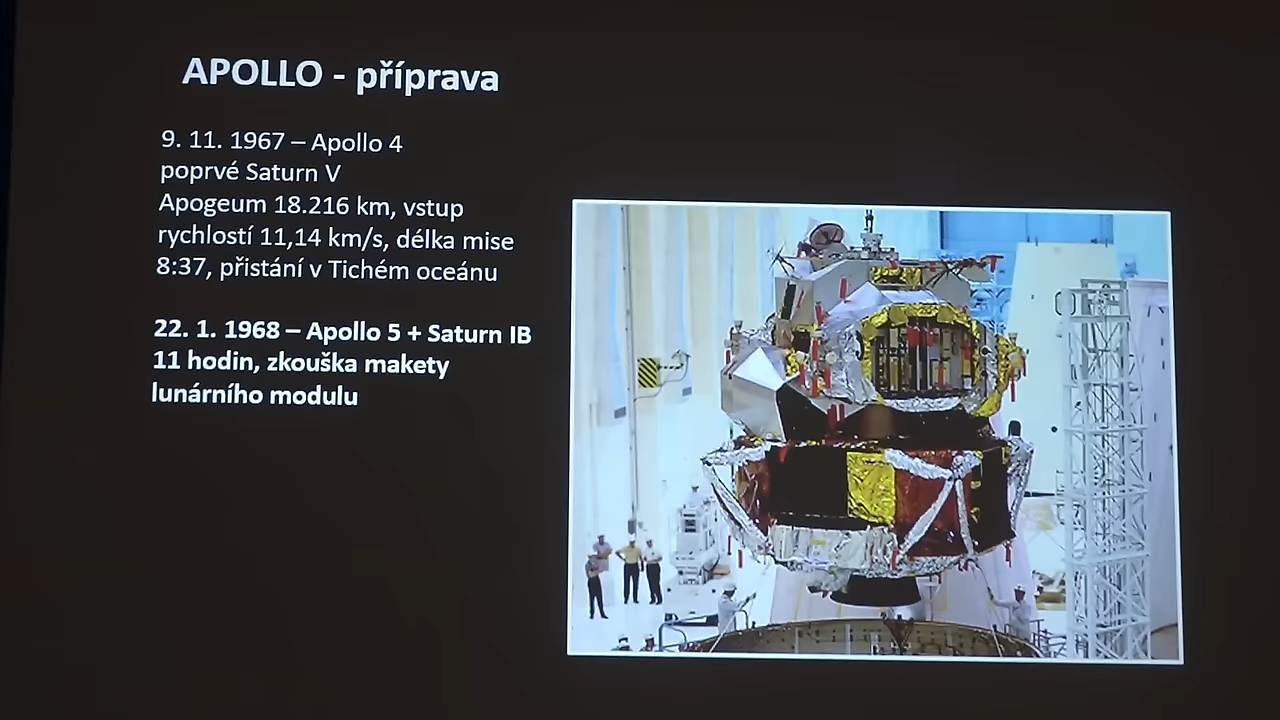 APOLLO - příprava
9. 11. 1967 – Apollo 4
poprvé Saturn V
Apogeum 18.216 km, vstup
rychlostí 11,14 km/s, délka mise
8:37, přistání v Tichém oceánu
22. 1. 1968 – Apollo 5 + Saturn IB
11 hodin, zkouška makety
lunárního modulu